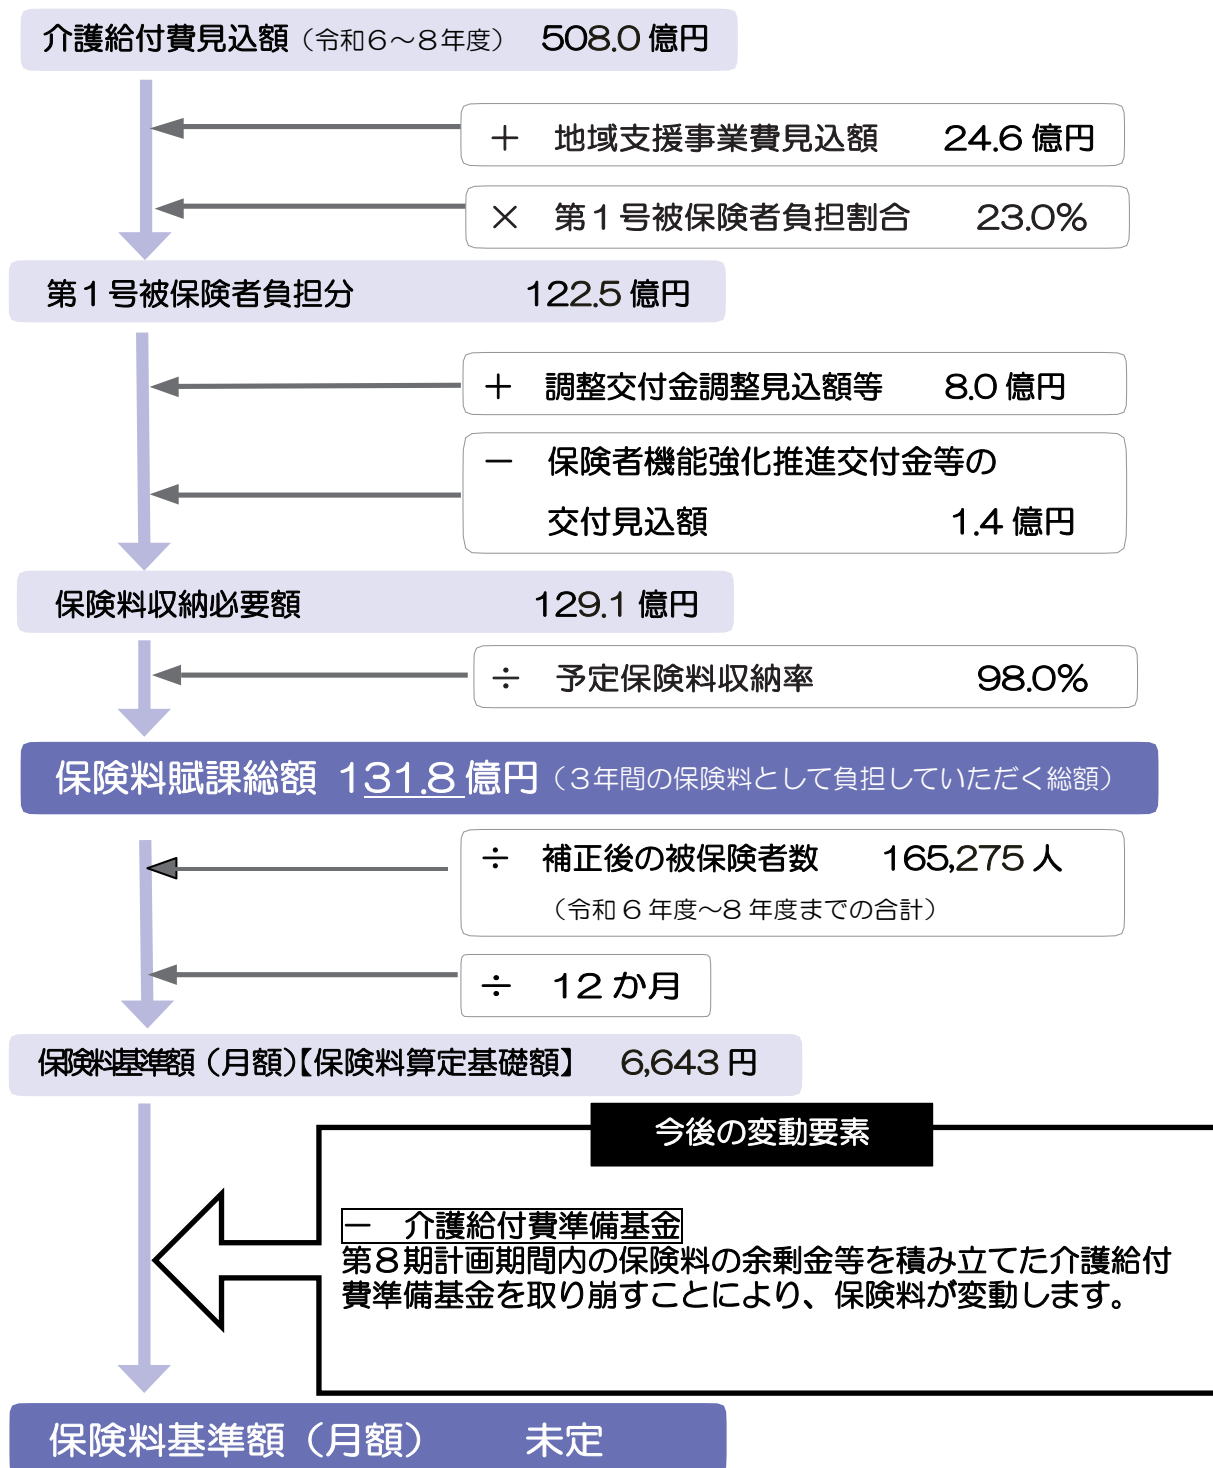 介護給付費見込額（令和６～８年度） 508.0 億円
＋ 地域支援事業費見込額 24.6 億円
× 第１号被保険者負担割合 23.0%
第１号被保険者負担分 122.5 億円
＋ 調整交付金調整見込額等 8.0 億円
－ 保険者機能強化推進交付金等の
交付見込額 1.4 億円
保険料収納必要額 129.1 億円
÷ 予定保険料収納率 98.0%
保険料賦課総額 131.8 億円（３年間の保険料として負担していただく総額）
÷ 補正後の被保険者数 165,275 人
（令和 6 年度～8 年度までの合計）
÷ 12 か月
保険料基準額（月額）【保険料算定基礎額】 6,643 円
今後の変動要素
－ 介護給付費準備基金
第８期計画期間内の保険料の余剰金等を積み立てた介護給付
費準備基金を取り崩すことにより、保険料が変動します。
保険料基準額（月額） 未定